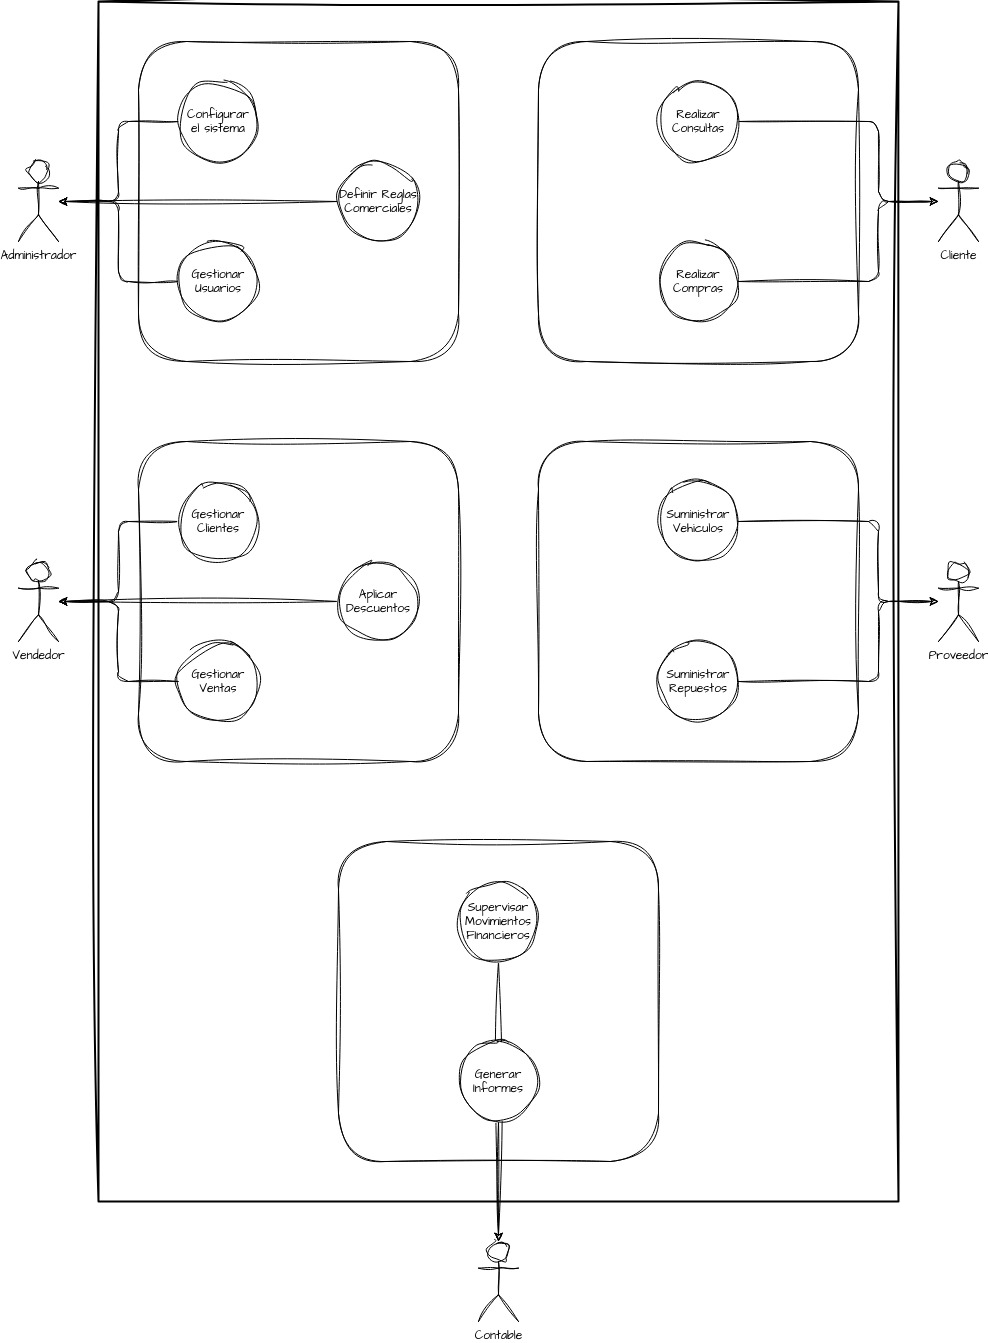 Configurar
el sistema
Definir Reglas
Comerciales
Gestionar
Usuarios
Administrador
Realizar
Consultas
Realizar
Compras
Cliente
Gestionar
Clientes
Aplicar
Descuentos
Gestionar
Ventas
Vendedor
Suministrar
Vehiculos
Suministrar
Repuestos
Proveedor
Supervisar
Movimientos
FInancieros
Generar
Informes
Contable